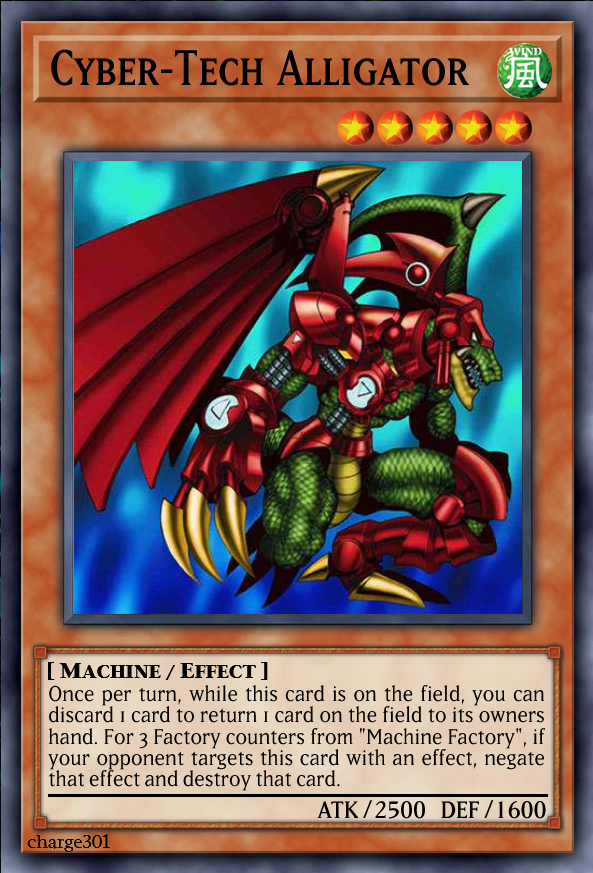 Cyber-Tech Alligator
WIND
風
[ Machine / Effect ]
Once per turn, while this card is on the field, you can
discard 1 card to return 1 card on the field to its owners
hand. For 3 Factory counters from "Machine Factory", if
your opponent targets this card with an effect, negate
that effect and destroy that card.
ATK/2500 DEF/1600
charge301